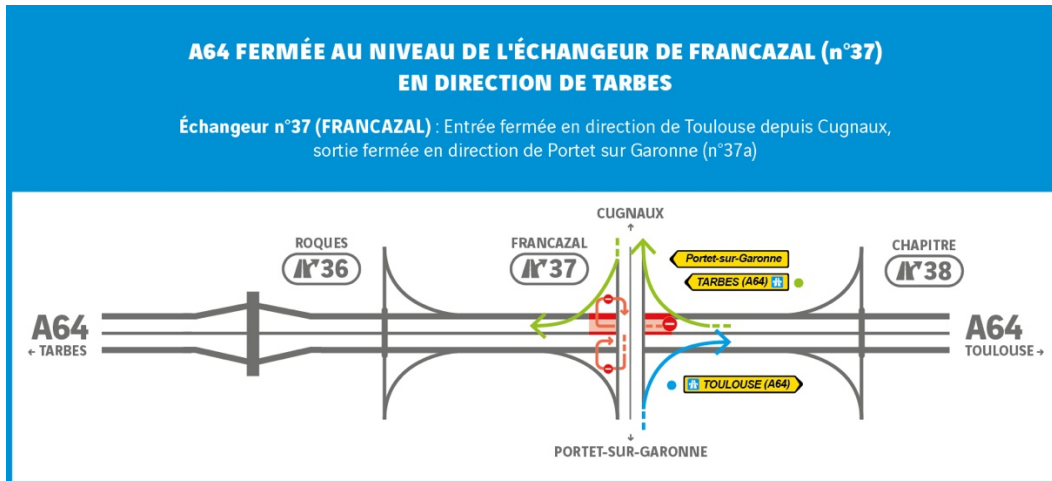 A64 FERMÉE AU NIVEAU DE L'ÉCHANGEUR DE FRANCAZAL (n°37)
EN DIRECTION DE TARBES
Échangeur n°37 (FRANCAZAL) : Entrée fermée en direction de Toulouse depuis Cugnaux,
sortie fermée en direction de Portet sur Garonne (n°37a)
CUGNAUX
ROQUES
36
FRANCAZAL
37
Portet-sur-Garonne
TARBES (A64)
CHAPITRE
38
A64
← TARBES
A64
TOULOUSE →
TOULOUSE (A64)
PORTET-SUR-GARONNE